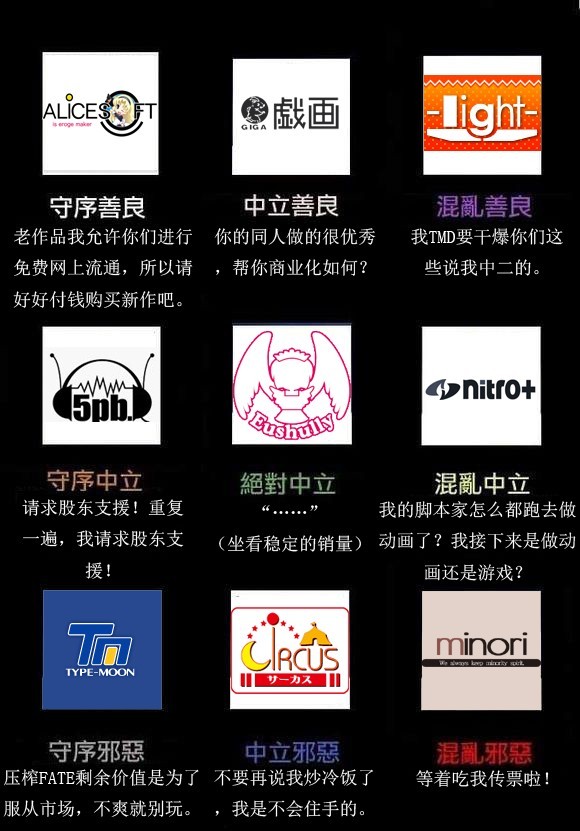 ALICESOFT
is eroge maker
GIGA
戯画
-light-
守序善良
中立善良
混亂善良
老作品我允许你们进行
免费网上流通，所以请
好好付钱购买新作吧。
你的同人做的很优秀
，帮你商业化如何？
我TMD要干爆你们这
些说我中二的。
5pb.
Eushully
nitro+
守序中立
絕對中立
混亂中立
请求股东支援！重复
一遍，我请求股东支
援！
“……”
（坐看稳定的销量）
我的脚本家怎么都跑去做
动画了？我接下来是做动
画还是游戏？
TM
TYPE-MOON
CIRCUS
サーカス
minori
We always keep minority spirit.
守序邪惡
中立邪惡
混亂邪惡
压榨FATE剩余价值是为了
服从市场，不爽就别玩。
不要再说我炒冷饭了
，我是不会住手的。
等着吃我传票啦！